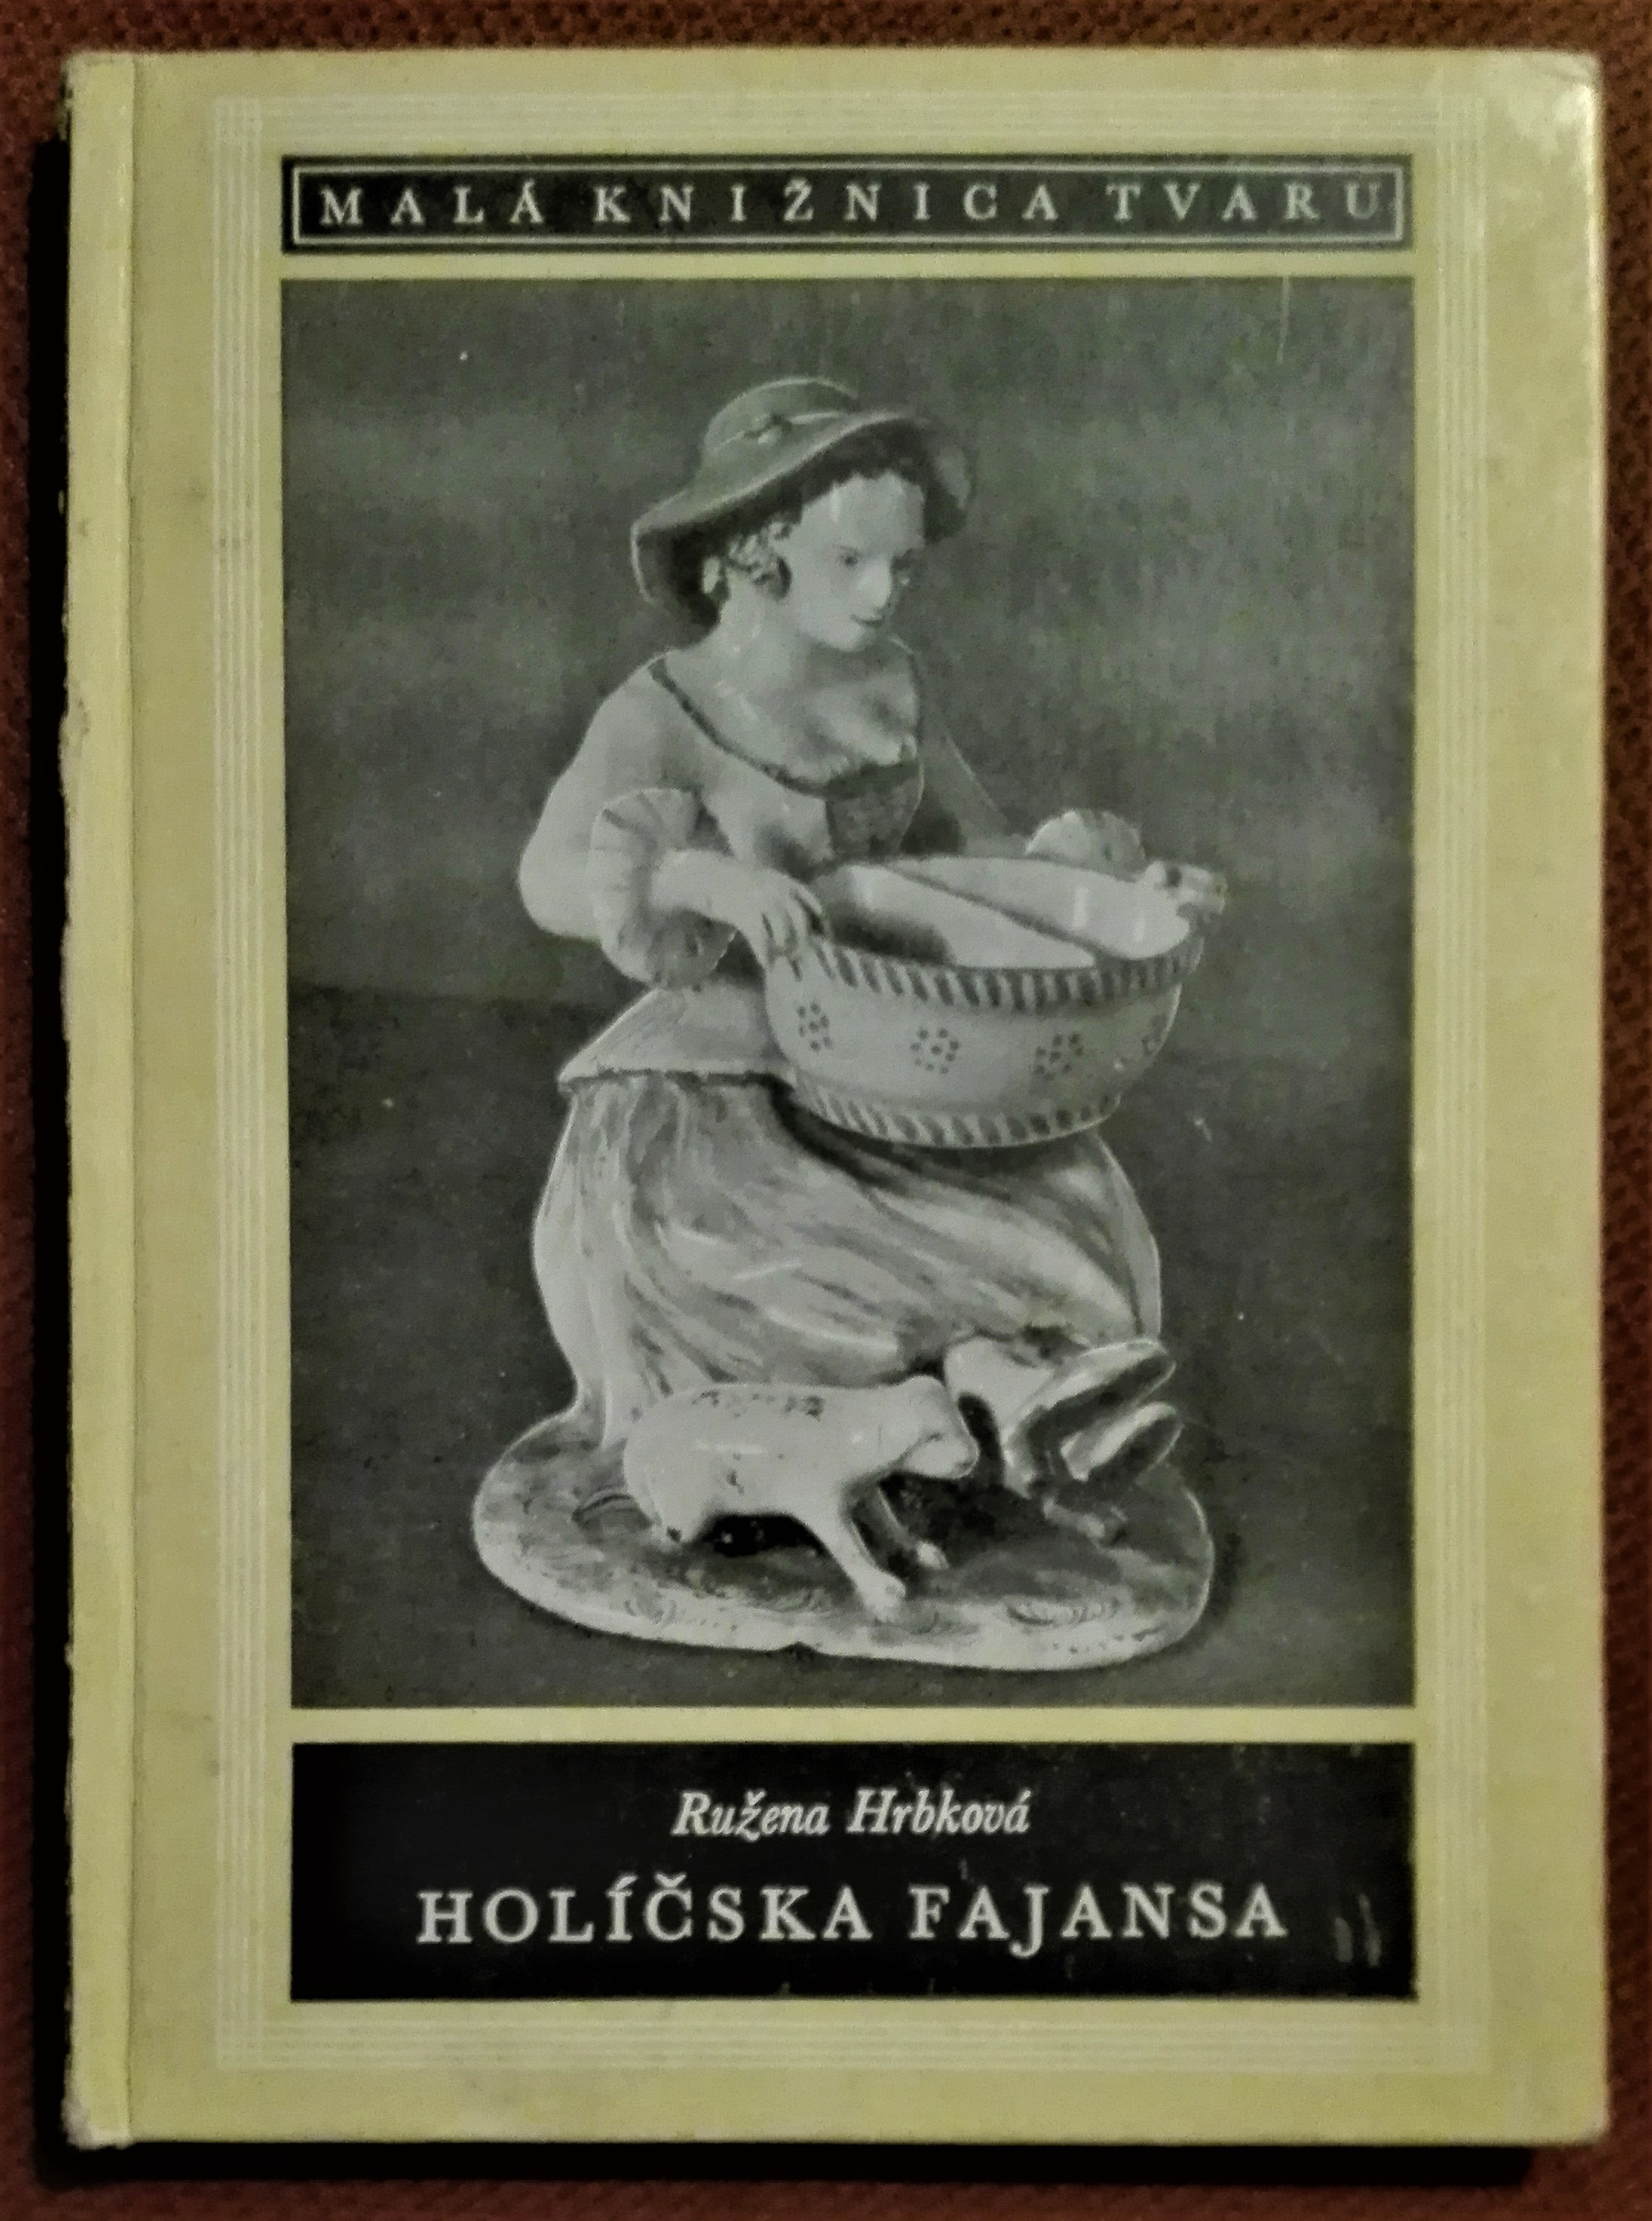 MALÁ KNIŽNICA TVARU
Ružena Hrbková
HOLÍČSKA FAJANSA